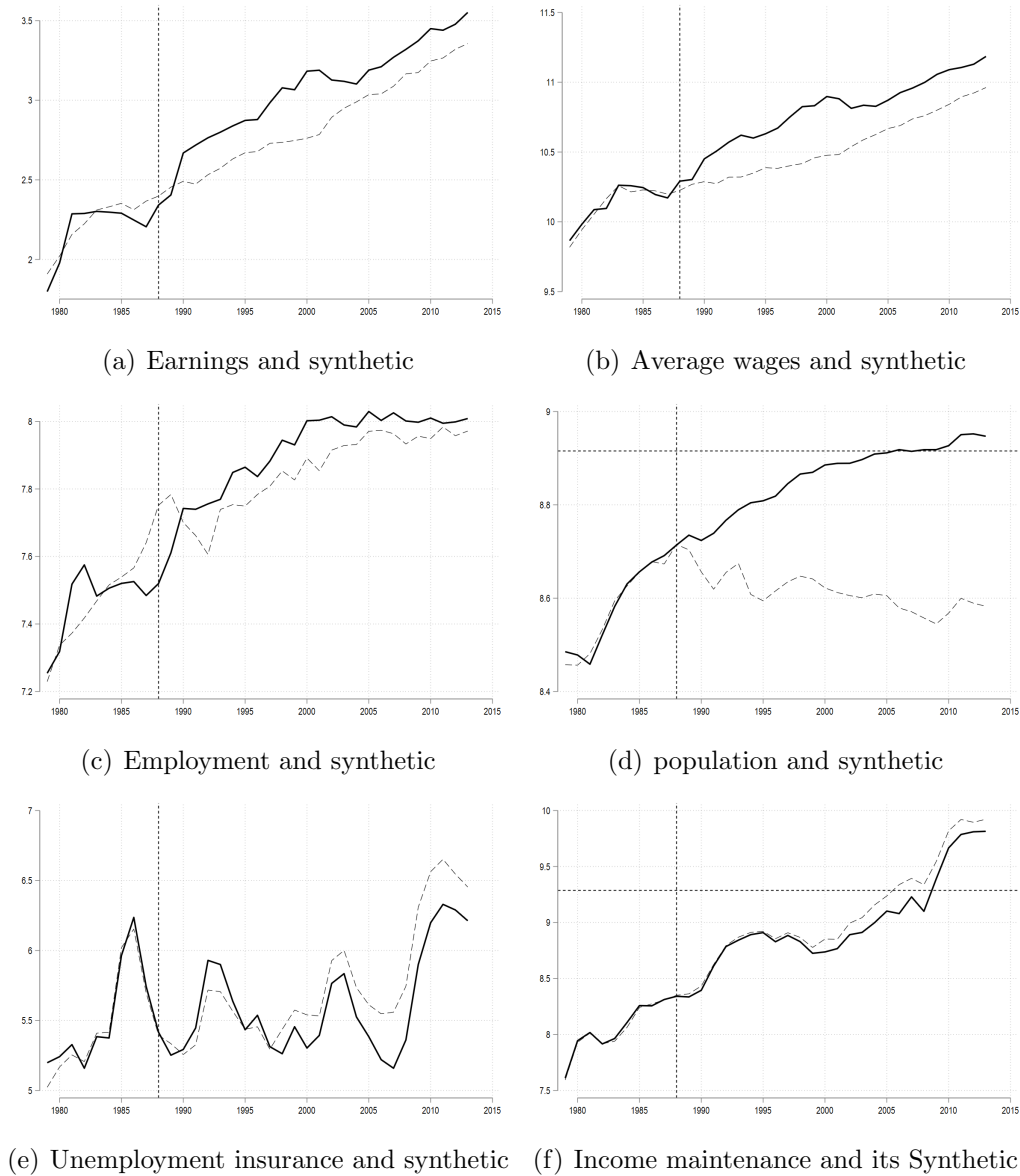 3.5
3
2.5
2
1980 1985 1990 1995 2000 2005 2010 2015
(a) Earnings and synthetic
11.5
11
10.5
10
9.5
1980 1985 1990 1995 2000 2005 2010 2015
(b) Average wages and synthetic
8
7.8
7.6
7.4
7.2
1980 1985 1990 1995 2000 2005 2010 2015
(c) Employment and synthetic
9
8.8
8.6
8.4
1980 1985 1990 1995 2000 2005 2010 2015
(d) population and synthetic
7
6.5
6
5.5
5
1980 1985 1990 1995 2000 2005 2010 2015
(e) Unemployment insurance and synthetic
10
9.5
9
8.5
8
7.5
1980 1985 1990 1995 2000 2005 2010 2015
(f) Income maintenance and its Synthetic